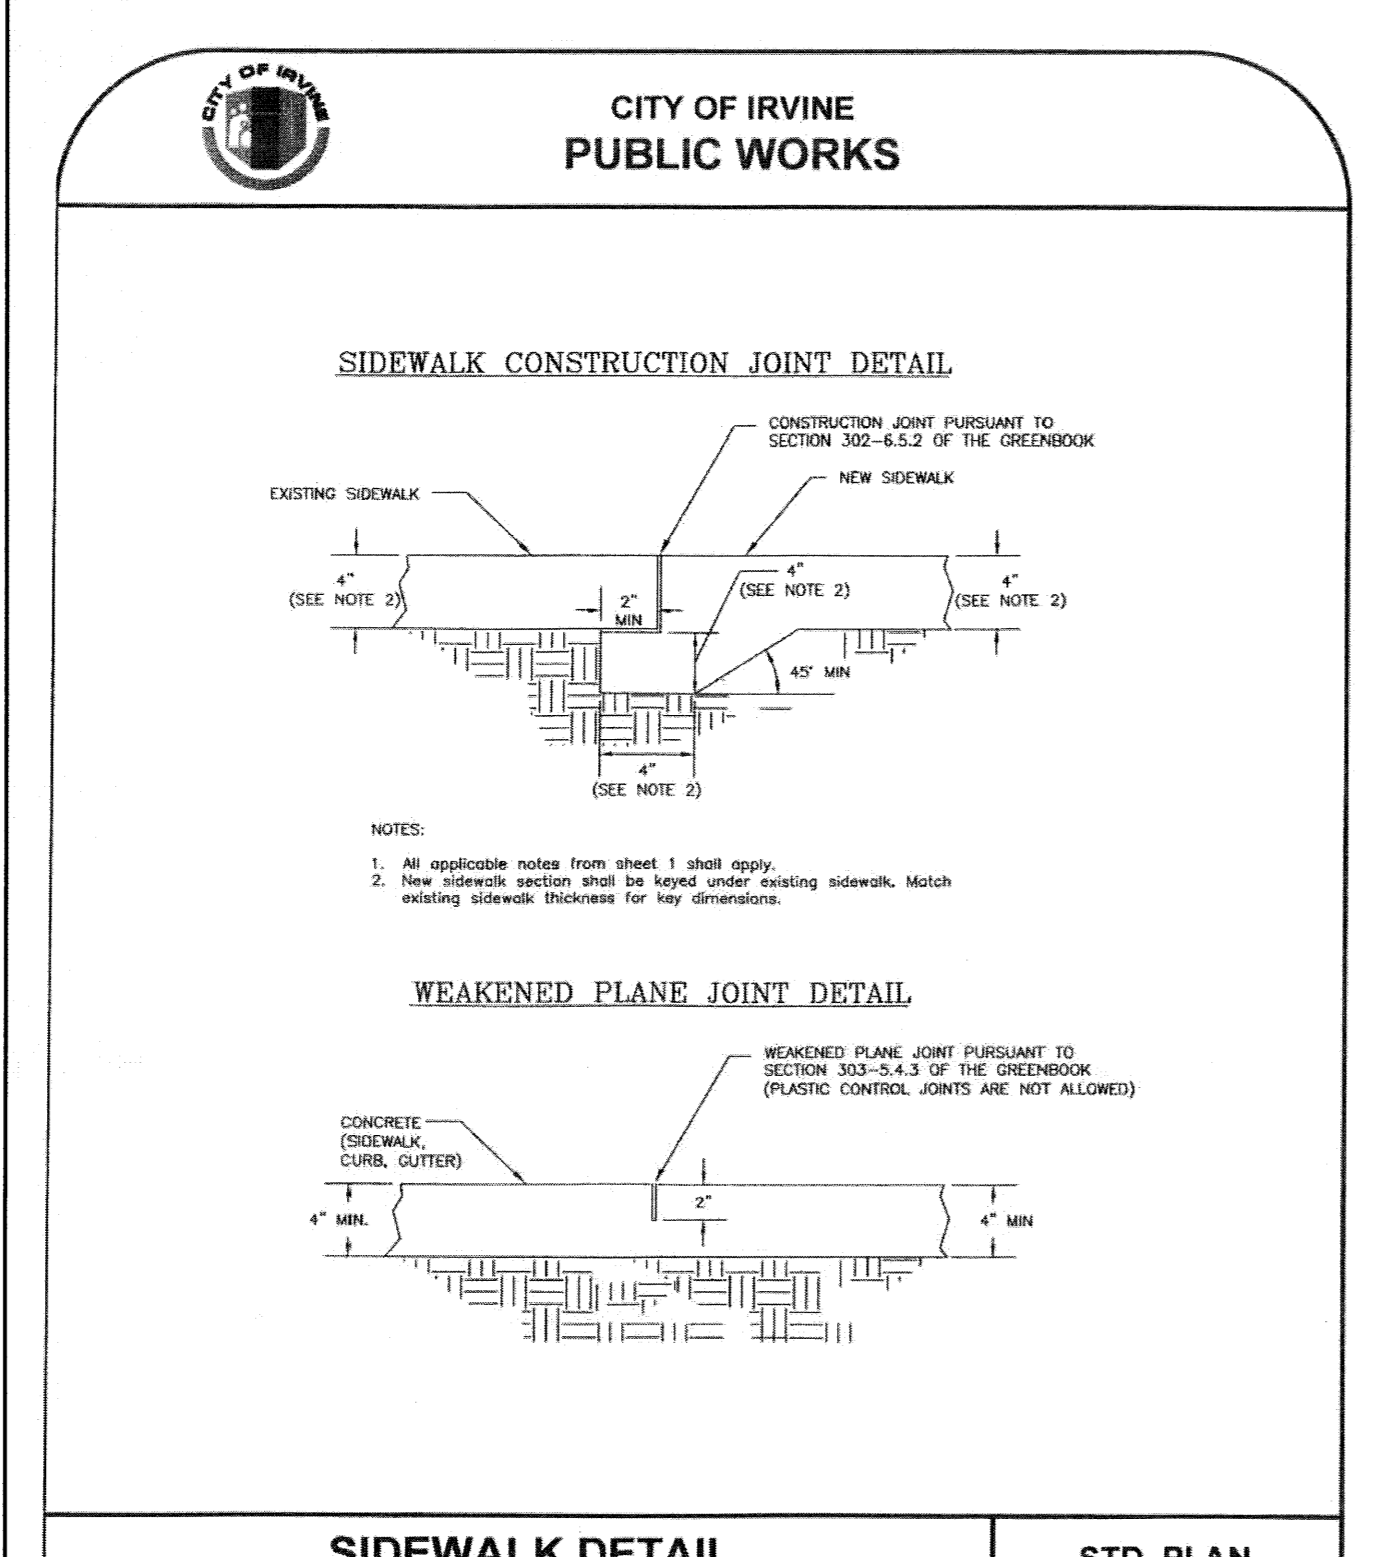 CITY OF IRVINE
CITY OF IRVINE
PUBLIC WORKS
SIDEWALK CONSTRUCTION JOINT DETAIL
CONSTRUCTION JOINT PURSUANT TO
SECTION 302-6.5.2 OF THE GREENBOOK
NEW SIDEWALK
EXISTING SIDEWALK
4"
(SEE NOTE 2)
2"
MIN
4"
(SEE NOTE 2)
4"
(SEE NOTE 2)
45° MIN
4"
(SEE NOTE 2)
NOTES:
1. All applicable notes from sheet 1 shall apply.
2. New sidewalk section shall be keyed under existing sidewalk. Match
existing sidewalk thickness for key dimensions.
WEAKENED PLANE JOINT DETAIL
WEAKENED PLANE JOINT PURSUANT TO
SECTION 303-5.4.3 OF THE GREENBOOK
(PLASTIC CONTROL JOINTS ARE NOT ALLOWED)
CONCRETE
(SIDEWALK,
CURB, GUTTER)
4" MIN.
2"
4" MIN
SIDEWALK DETAIL
STD. PLAN